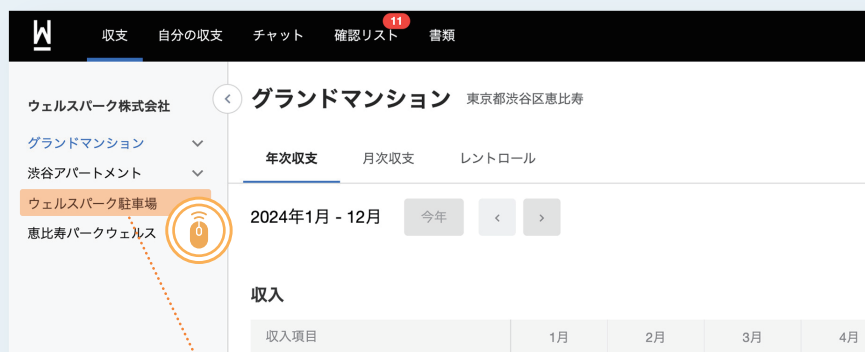 収支 自分の収支 チャット 確認リスト 11 書類
ウェルスパーク株式会社
グランドマンション
渋谷アパートメント
ウェルスパーク駐車場
恵比寿パークウェルス
グランドマンション 東京都渋谷区恵比寿
年次収支 月次収支 レントロール
2024年1月 - 12月 今年 < >
収入
収入項目 1月 2月 3月 4月